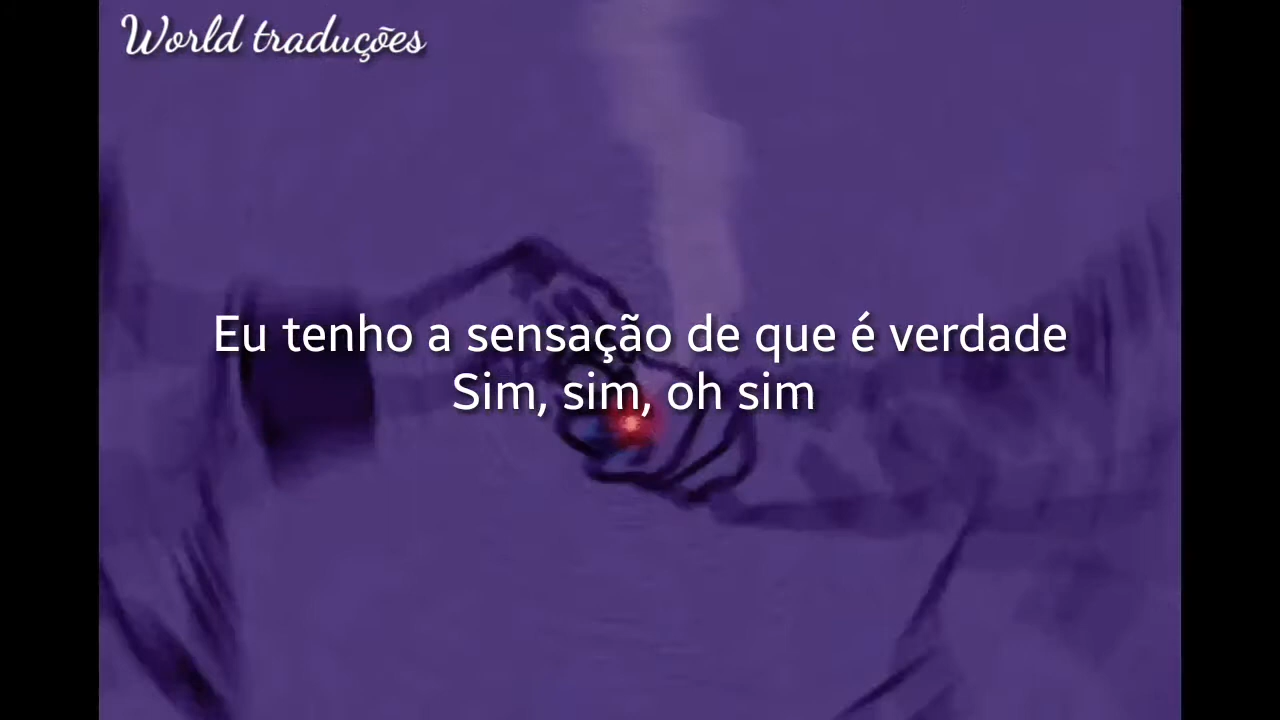 World traduções
Eu tenho a sensação de que é verdade
Sim, sim, oh sim